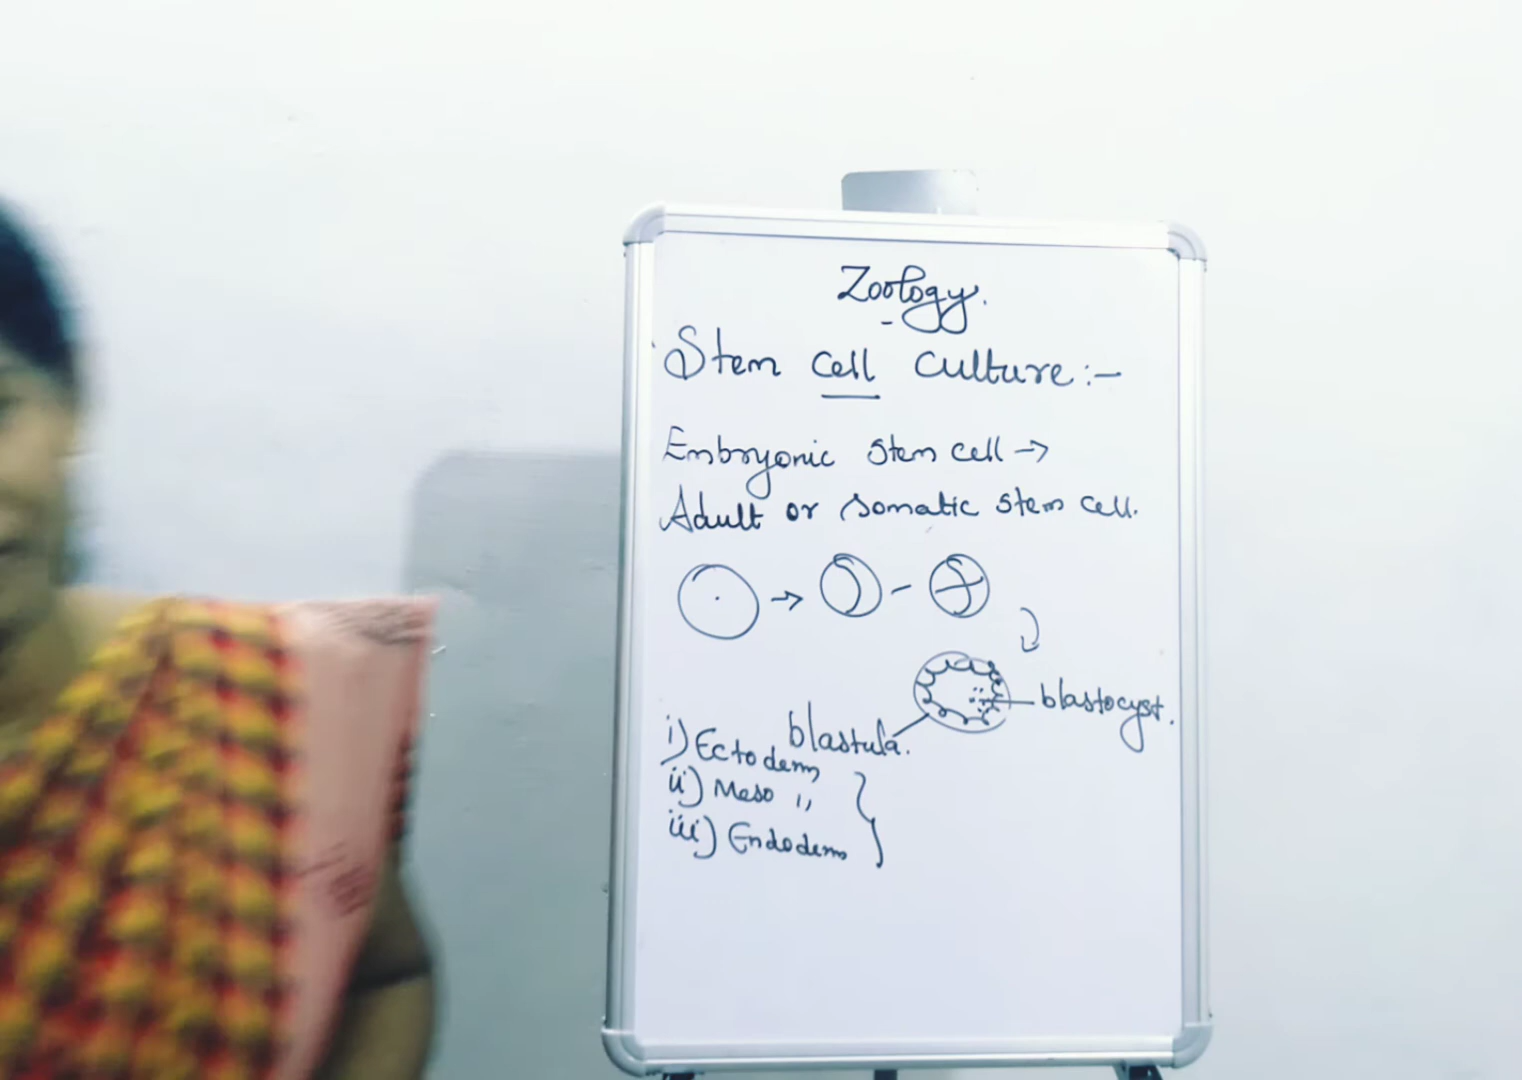 Zoology.
Stem cell culture:-
Embryonic stem cell →
Adult or somatic stem cell.
blastocyst.
blastula.
i) Ectoderm
ii) Meso ,,
iii) Endoderm